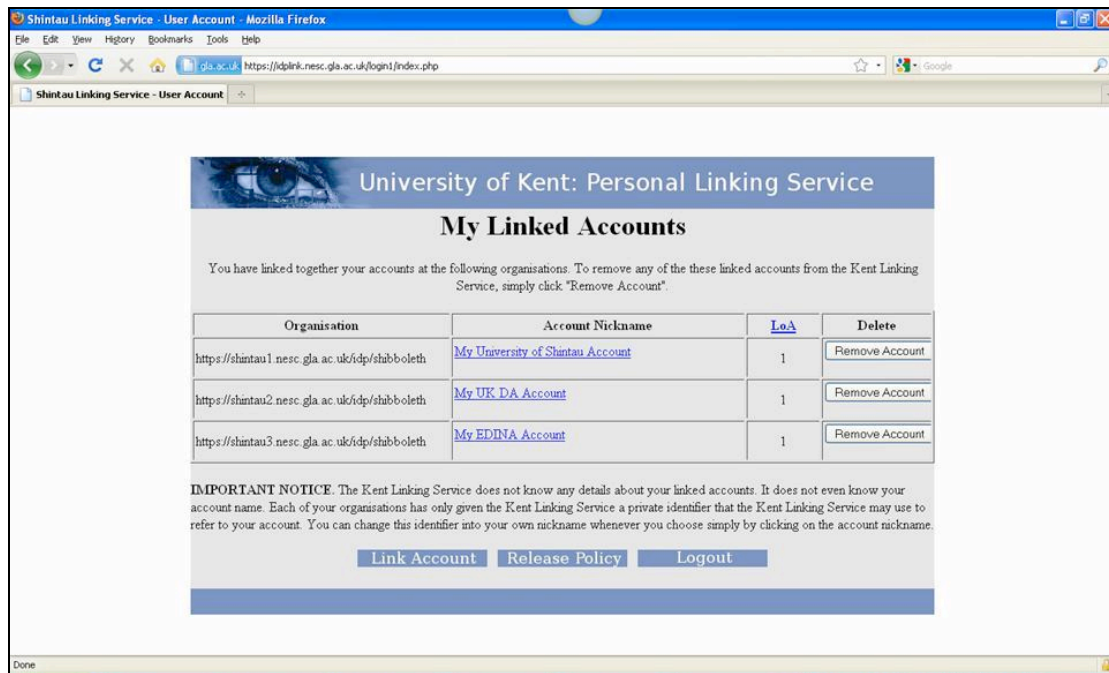 Shintau Linking Service - User Account - Mozilla Firefox
File Edit View History Bookmarks Tools Help
gla.ac.uk https://idplink.nesc.gla.ac.uk/login1/index.php Google
Shintau Linking Service - User Account
University of Kent: Personal Linking Service
My Linked Accounts
You have linked together your accounts at the following organisations. To remove any of the these linked accounts from the Kent Linking
Service, simply click "Remove Account".
Organisation Account Nickname LoA Delete
https://shintau1.nesc.gla.ac.uk/idp/shibboleth My University of Shintau Account 1 Remove Account
https://shintau2.nesc.gla.ac.uk/idp/shibboleth My UK DA Account 1 Remove Account
https://shintau3.nesc.gla.ac.uk/idp/shibboleth My EDINA Account 1 Remove Account
IMPORTANT NOTICE. The Kent Linking Service does not know any details about your linked accounts. It does not even know your
account name. Each of your organisations has only given the Kent Linking Service a private identifier that the Kent Linking Service may use to
refer to your account. You can change this identifier into your own nickname whenever you choose simply by clicking on the account nickname.
Link Account Release Policy Logout
Done